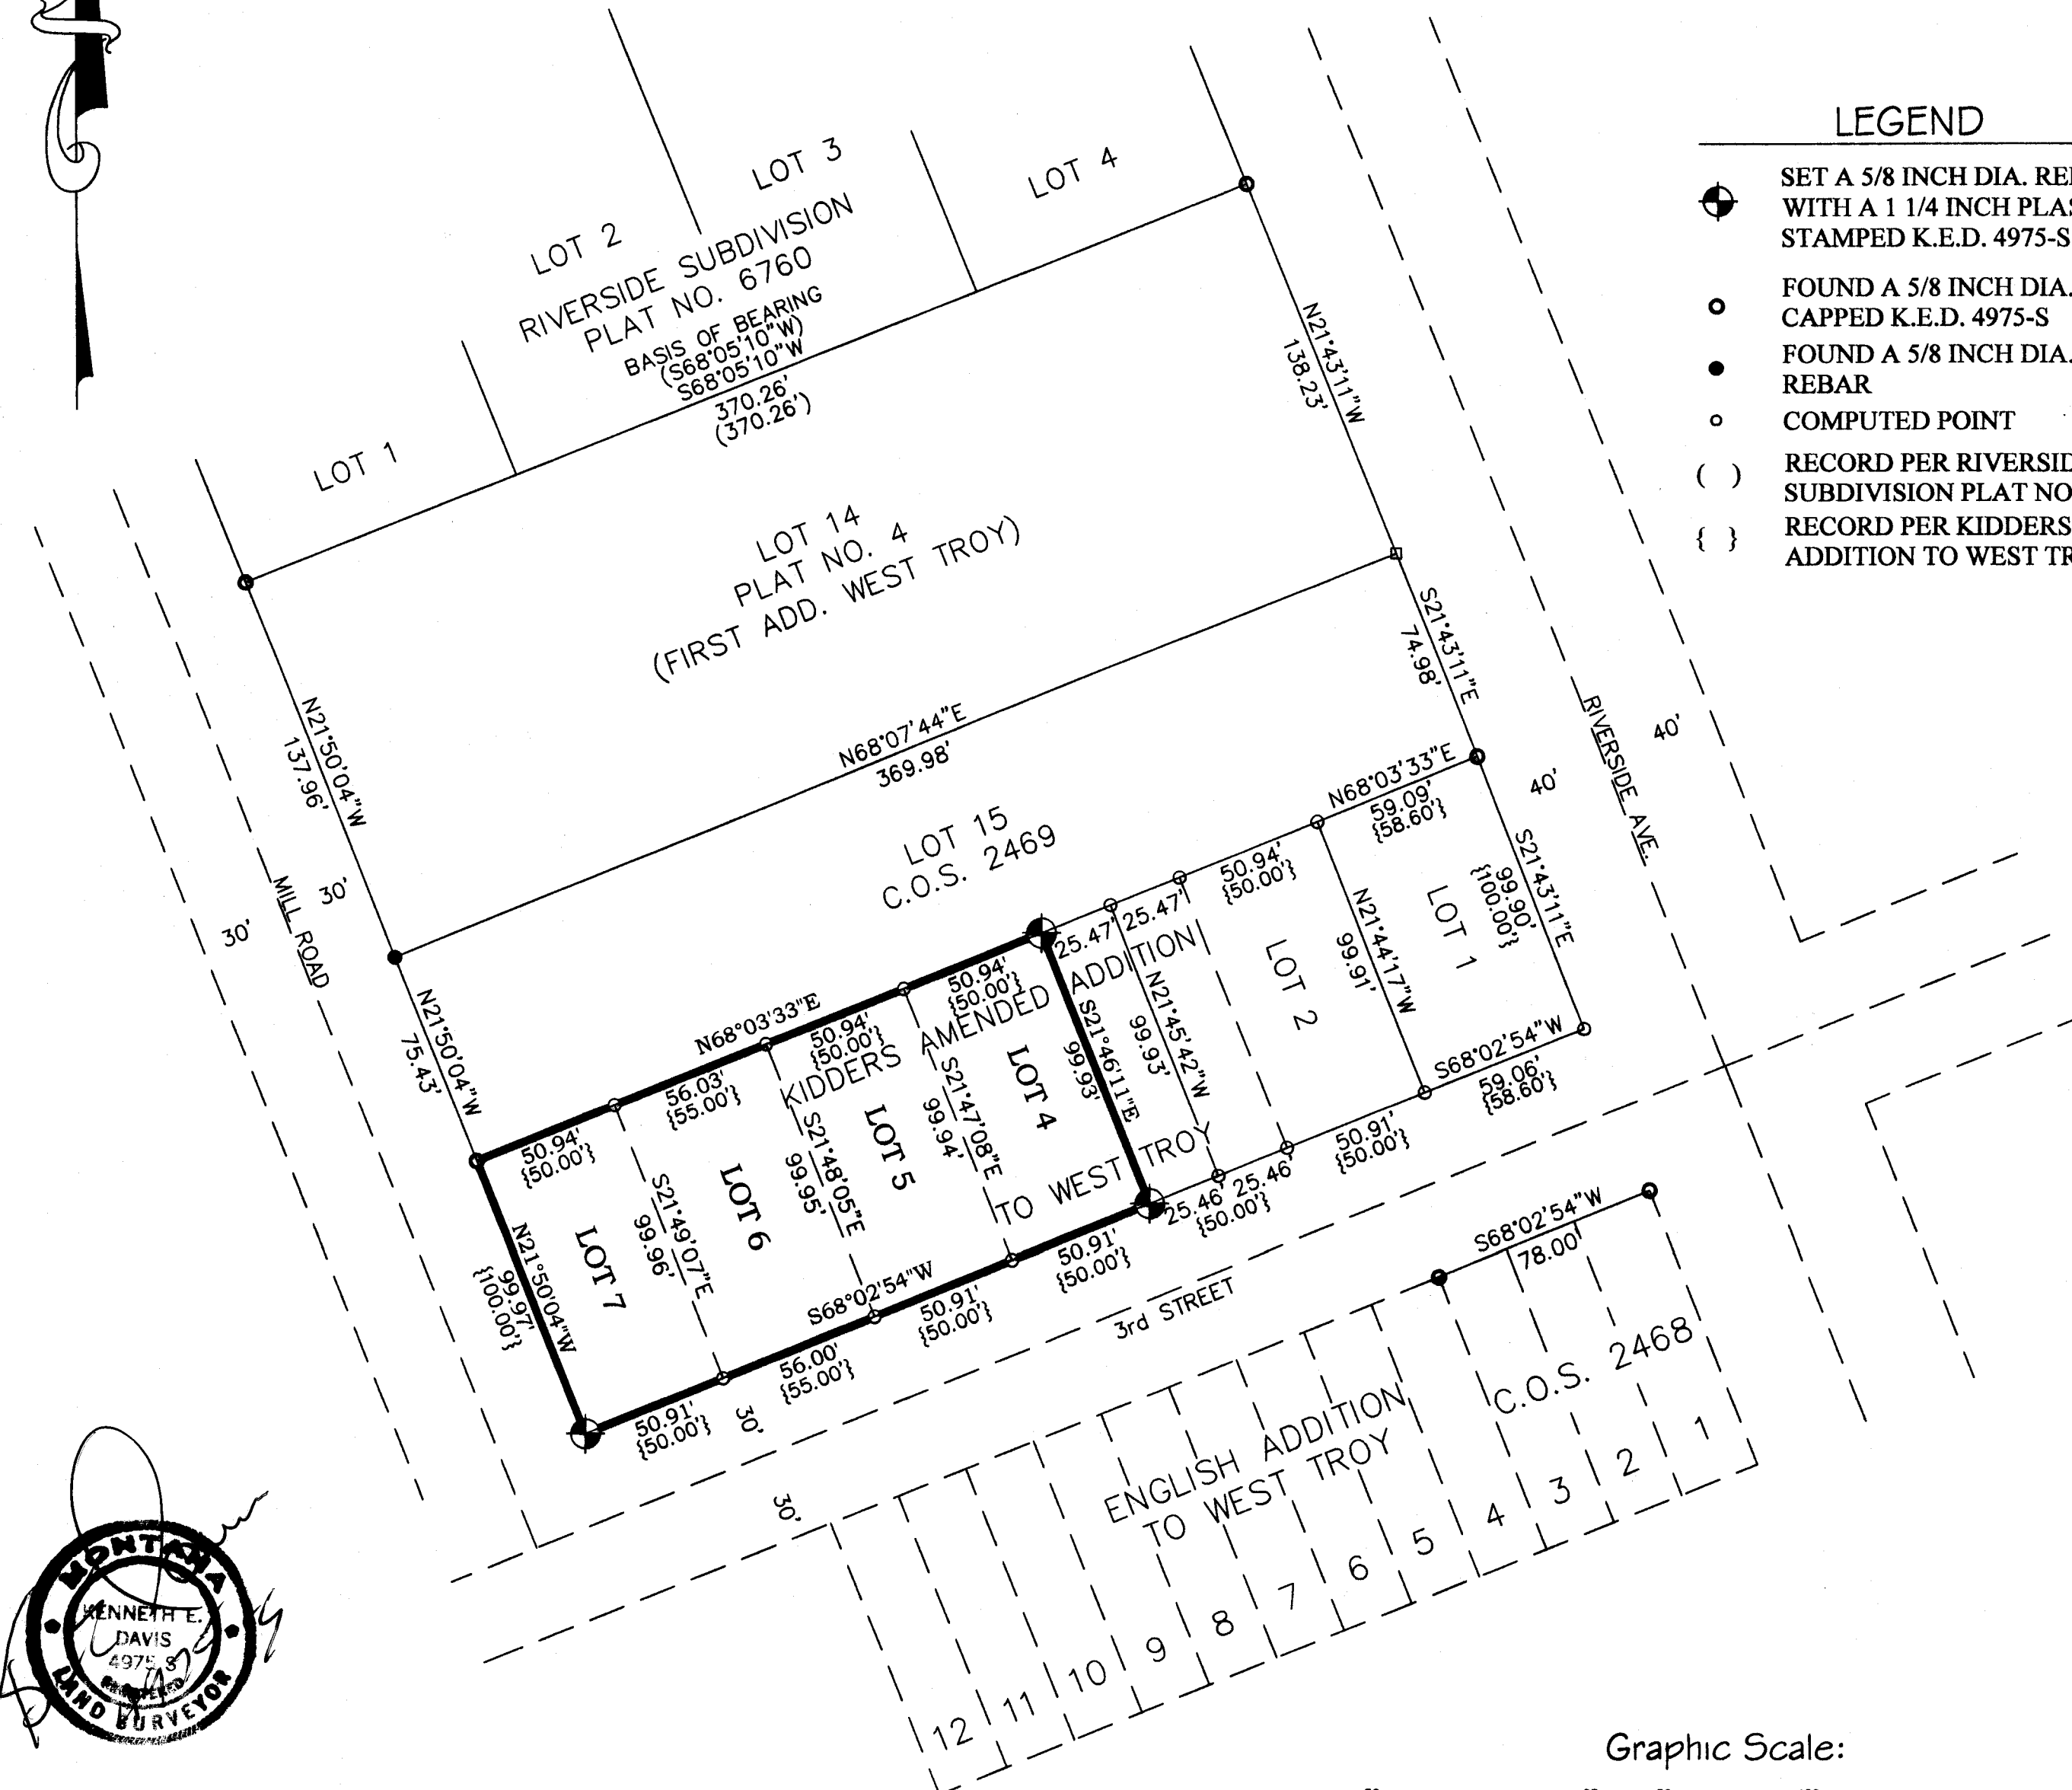 LEGEND
SET A 5/8 INCH DIA.
WITH A 1 1/4 INCH
STAMPED K.E.D. 4975-S
FOUND A 5/8 INCH DIA.
CAPPED K.E.D. 4975-S
FOUND A 5/8 INCH DIA.
REBAR
COMPUTED POINT
( ) RECORD PER
SUBDIVISION PLAT
{ } RECORD PER KIDDERS
ADDITION TO WEST
LOT 1
LOT 2
LOT 3
LOT 4
RIVERSIDE SUBDIVISION
PLAT NO. 6760
BASIS OF BEARING
(S68°05'10"W)
S68°05'10"W
370.26'
(370.26')
N21°43'11"W
138.23'
LOT 14
PLAT NO. 4
(FIRST ADD. WEST TROY)
N21°50'04"W
137.96'
N68°07'44"E
369.98'
S21°43'11"E
74.98'
RIVERSIDE AVE.
40'
40'
MILL ROAD
30'
30'
LOT 15
C.O.S. 2469
N21°50'04"W
75.43'
N68°03'33"E
59.09'
{58.60'}
50.94'
{50.00'}
25.47'
25.47'
50.94'
{50.00'}
50.94'
{50.00'}
N68°03'33"E
56.03'
{55.00'}
50.94'
{50.00'}
KIDDERS AMENDED ADDITION
TO WEST TROY
LOT 1
S21°43'11"E
99.90'
{100.00'}
N21°44'17"W
99.91'
LOT 2
N21°45'42"W
99.93'
S21°46'11"E
99.93'
LOT 4
S21°47'08"E
99.94'
LOT 5
S21°48'05"E
99.95'
LOT 6
S21°49'07"E
99.96'
LOT 7
N21°50'04"W
99.97'
{100.00'}
S68°02'54"W
59.06'
{58.60'}
50.91'
{50.00'}
25.46'
25.46'
{50.00'}
50.91'
{50.00'}
50.91'
{50.00'}
S68°02'54"W
56.00'
{55.00'}
50.91'
{50.00'}
30'
30'
3rd STREET
S68°02'54"W
78.00'
C.O.S. 2468
ENGLISH ADDITION
TO WEST TROY
12
11
10
9
8
7
6
5
4
3
2
1
MONTANA
KENNETH E.
DAVIS
4975 S
REGISTERED
LAND SURVEYOR
Graphic Scale: